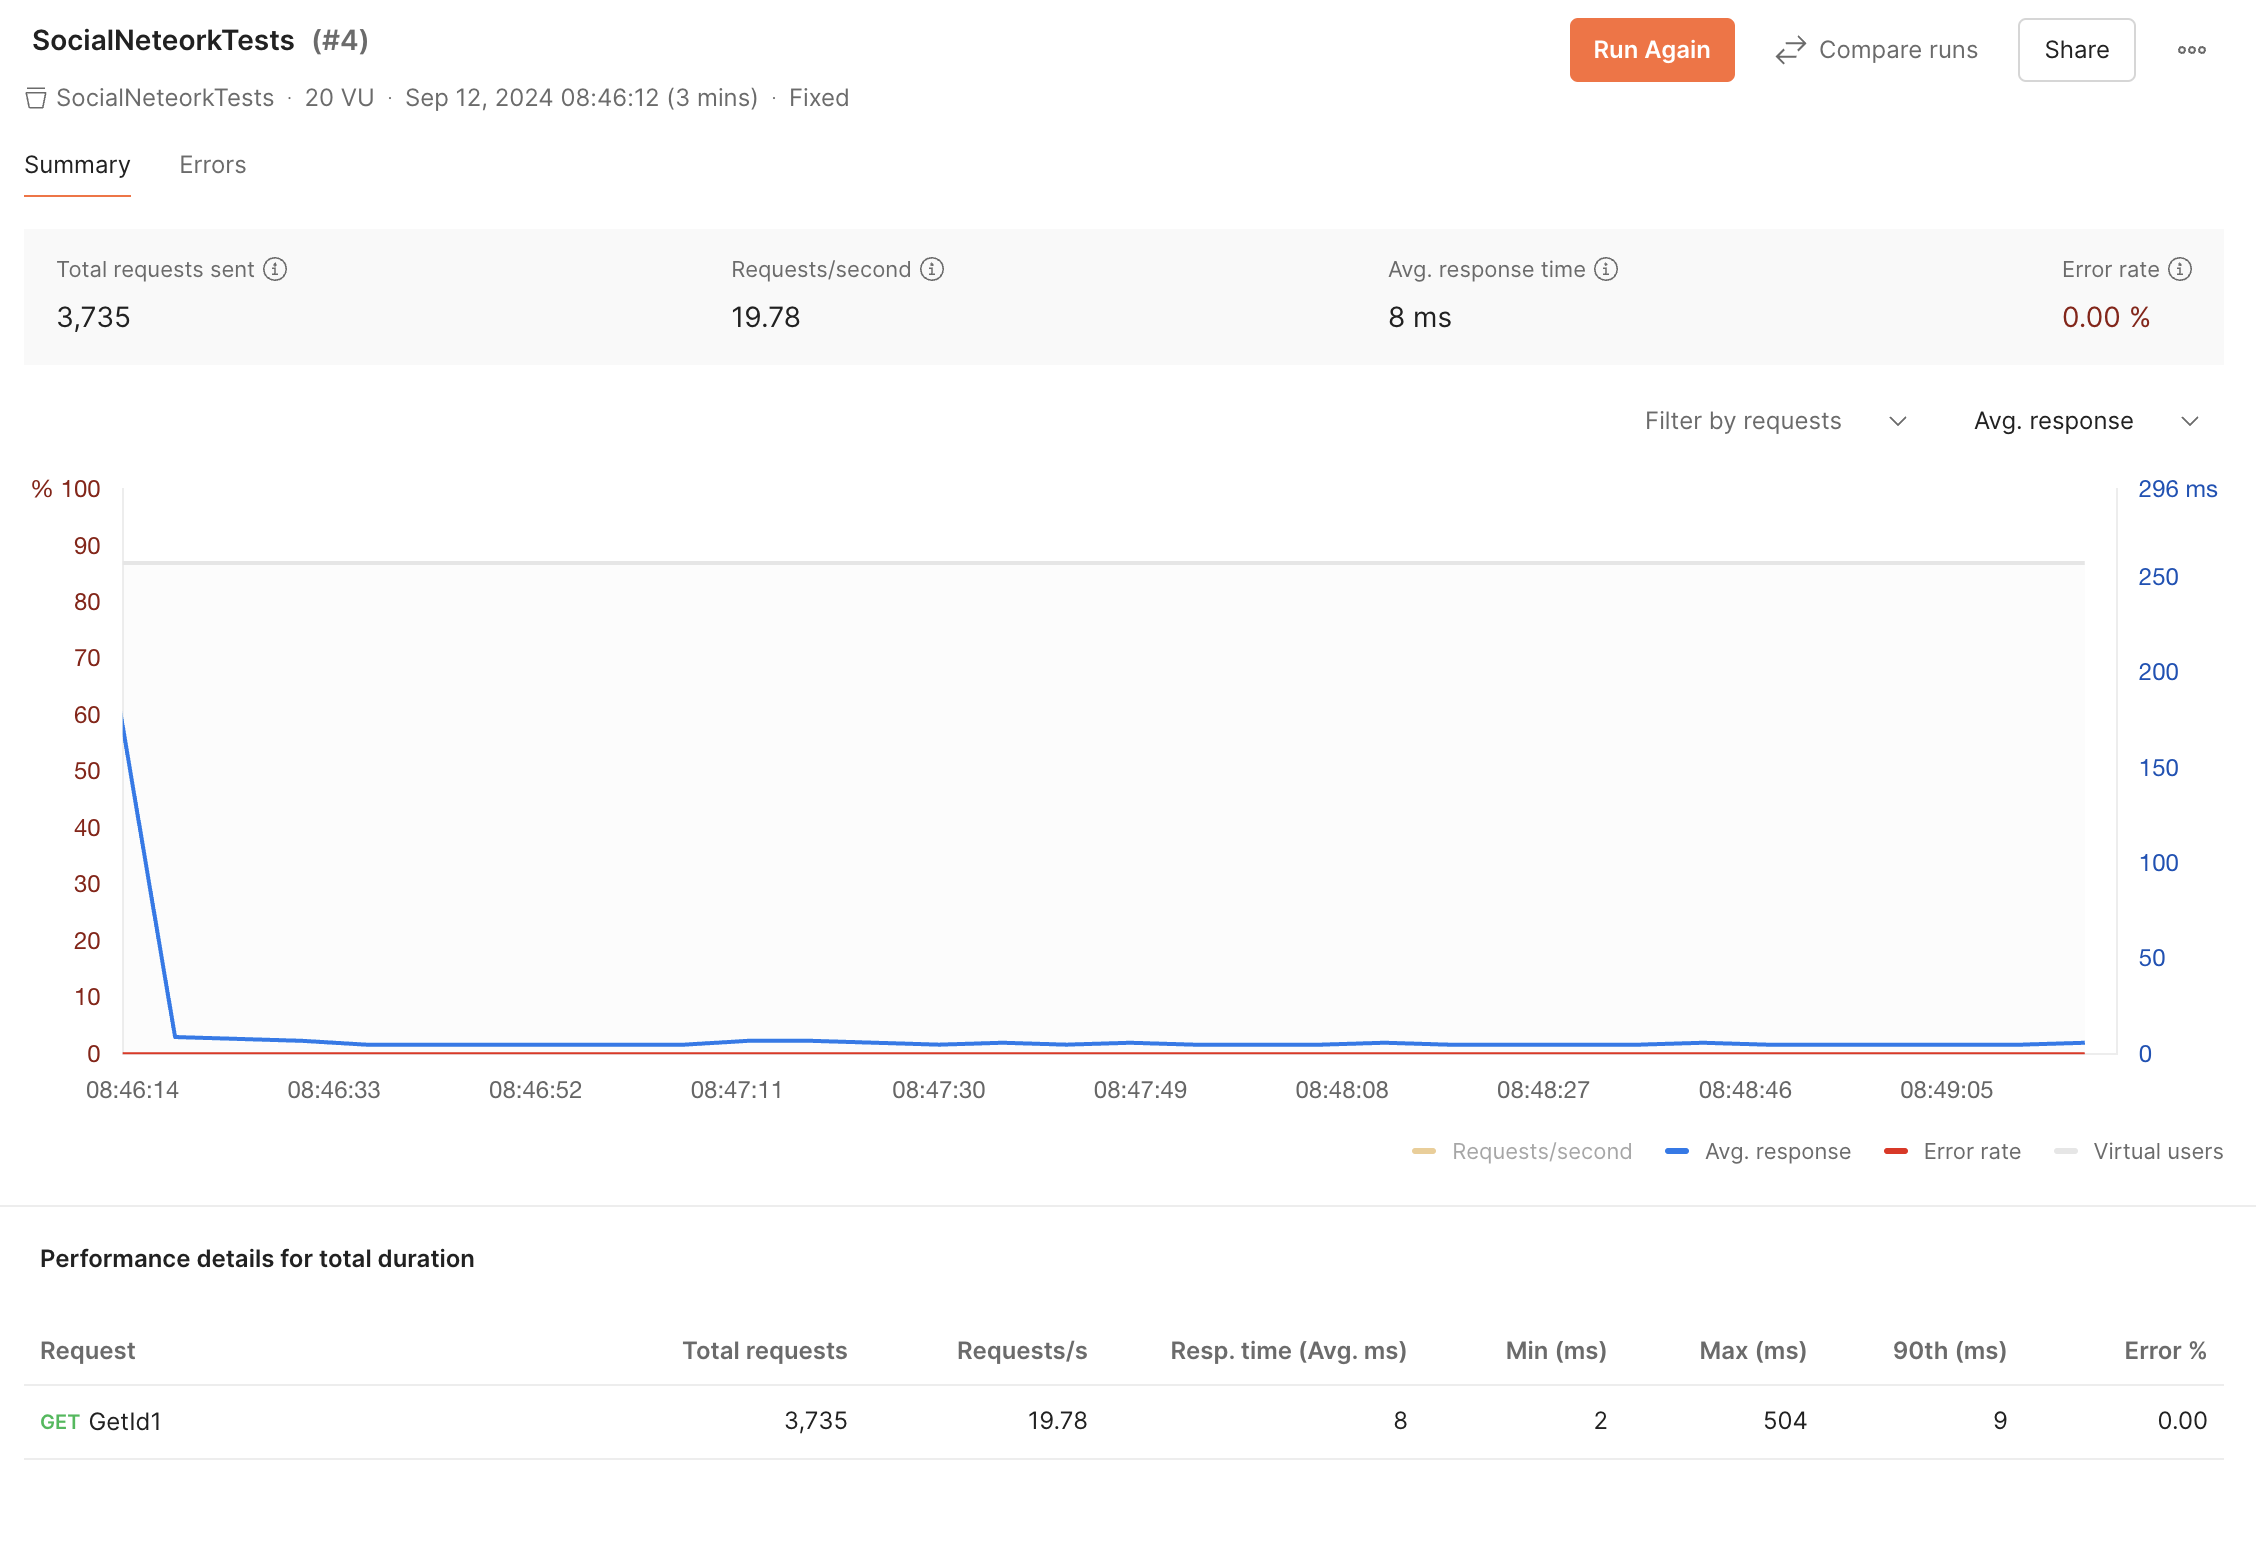 SocialNeteorkTests (#4)
Run Again
Compare runs
Share
SocialNeteorkTests · 20 VU · Sep 12, 2024 08:46:12 (3 mins) · Fixed
Summary Errors
Total requests sent Requests/second Avg. response time Error rate
3,735 19.78 8 ms 0.00 %
Filter by requests Avg. response
% 100
90
80
70
60
50
40
30
20
10
0
296 ms
250
200
150
100
50
0
08:46:14 08:46:33 08:46:52 08:47:11 08:47:30 08:47:49 08:48:08 08:48:27 08:48:46 08:49:05
Requests/second Avg. response Error rate Virtual users
Performance details for total duration
Request Total requests Requests/s Resp. time (Avg. ms) Min (ms) Max (ms) 90th (ms) Error %
GET GetId1 3,735 19.78 8 2 504 9 0.00